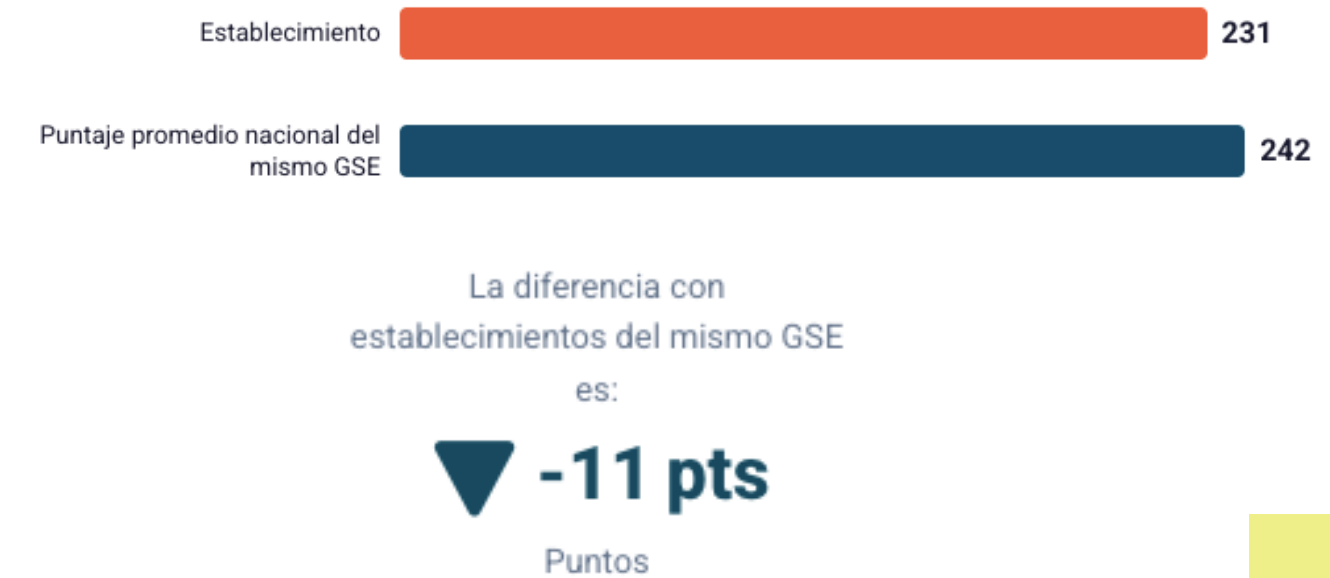 Establecimiento 231
Puntaje promedio nacional del
mismo GSE 242
La diferencia con
establecimientos del mismo GSE
es:
-11 pts
Puntos